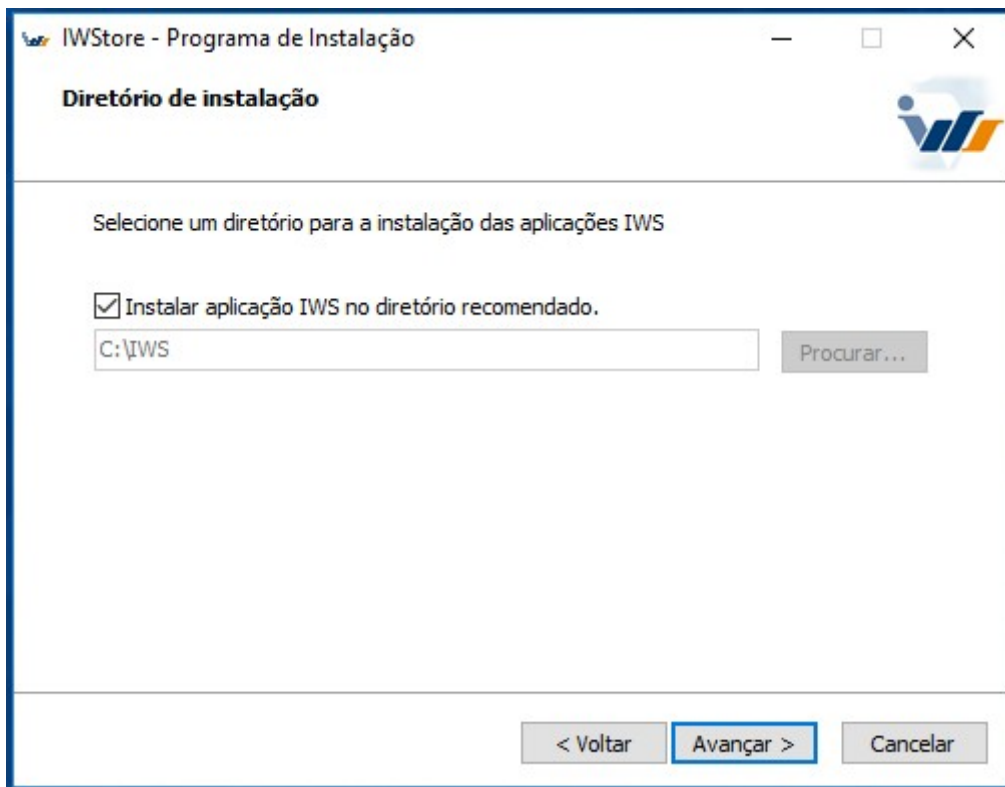 IWStore - Programa de Instalação
Diretório de instalação
Selecione um diretório para a instalação das aplicações IWS
Instalar aplicação IWS no diretório recomendado.
C:\IWS
Procurar...
< Voltar
Avançar >
Cancelar